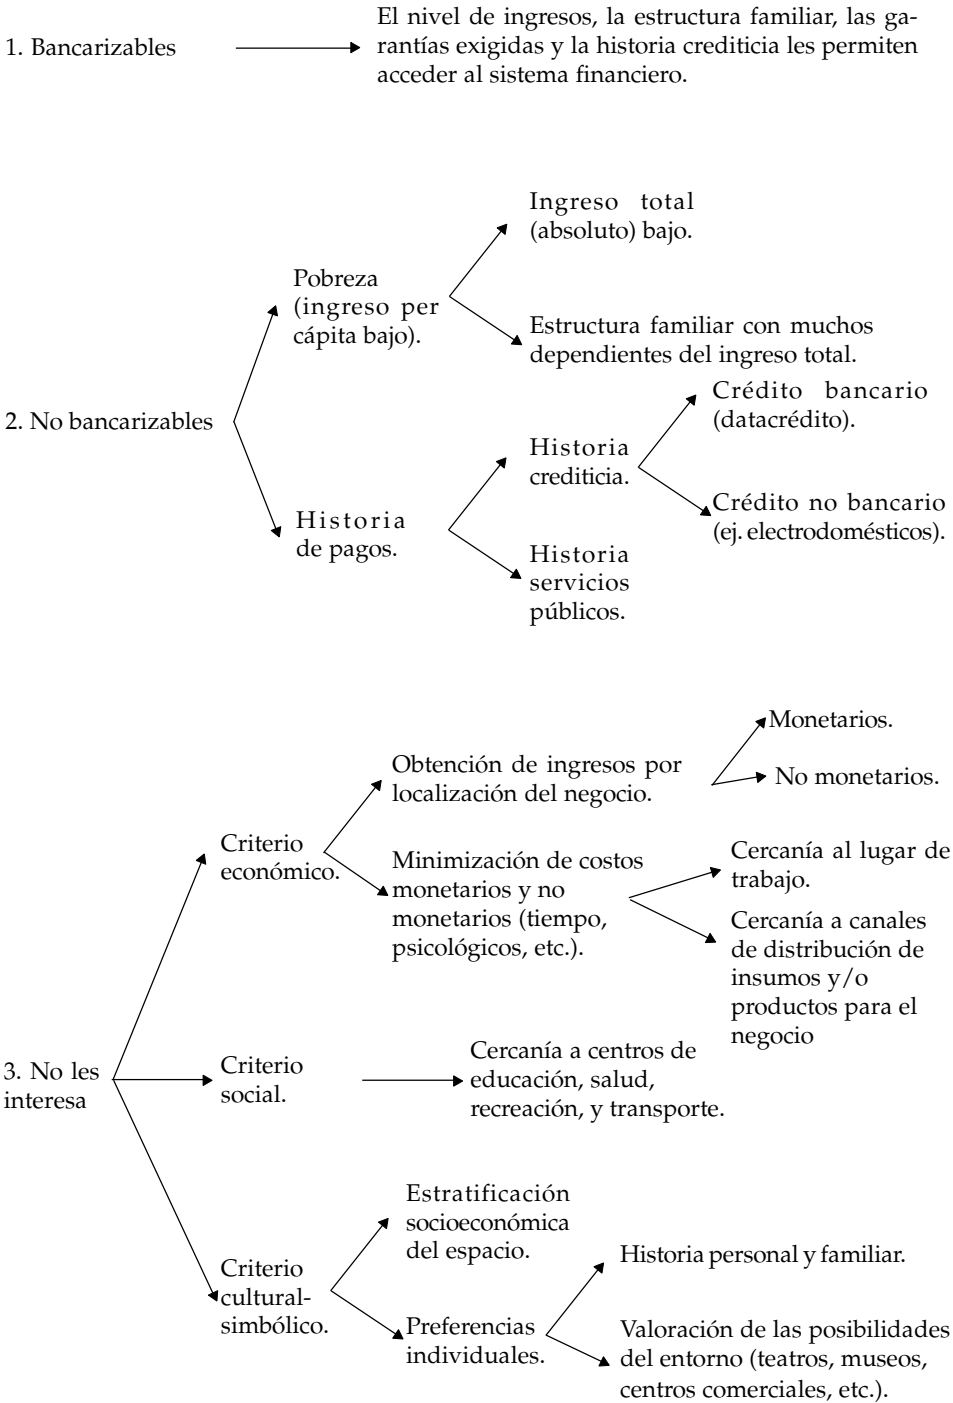 1. Bancarizables
El nivel de ingresos, la estructura familiar, las ga-
rantías exigidas y la historia crediticia les permiten
acceder al sistema financiero.
2. No bancarizables
Pobreza
(ingreso per
cápita bajo).
Ingreso total
(absoluto) bajo.
Estructura familiar con muchos
dependientes del ingreso total.
Historia
de pagos.
Historia
crediticia.
Crédito bancario
(datacrédito).
Crédito no bancario
(ej. electrodomésticos).
Historia
servicios
públicos.
3. No les
interesa
Criterio
económico.
Obtención de ingresos por
localización del negocio.
Monetarios.
No monetarios.
Minimización de costos
monetarios y no
monetarios (tiempo,
psicológicos, etc.).
Cercanía al lugar de
trabajo.
Cercanía a canales
de distribución de
insumos y/o
productos para el
negocio
Criterio
social.
Cercanía a centros de
educación, salud,
recreación, y transporte.
Criterio
cultural-
simbólico.
Estratificación
socioeconómica
del espacio.
Preferencias
individuales.
Historia personal y familiar.
Valoración de las posibilidades
del entorno (teatros, museos,
centros comerciales, etc.).